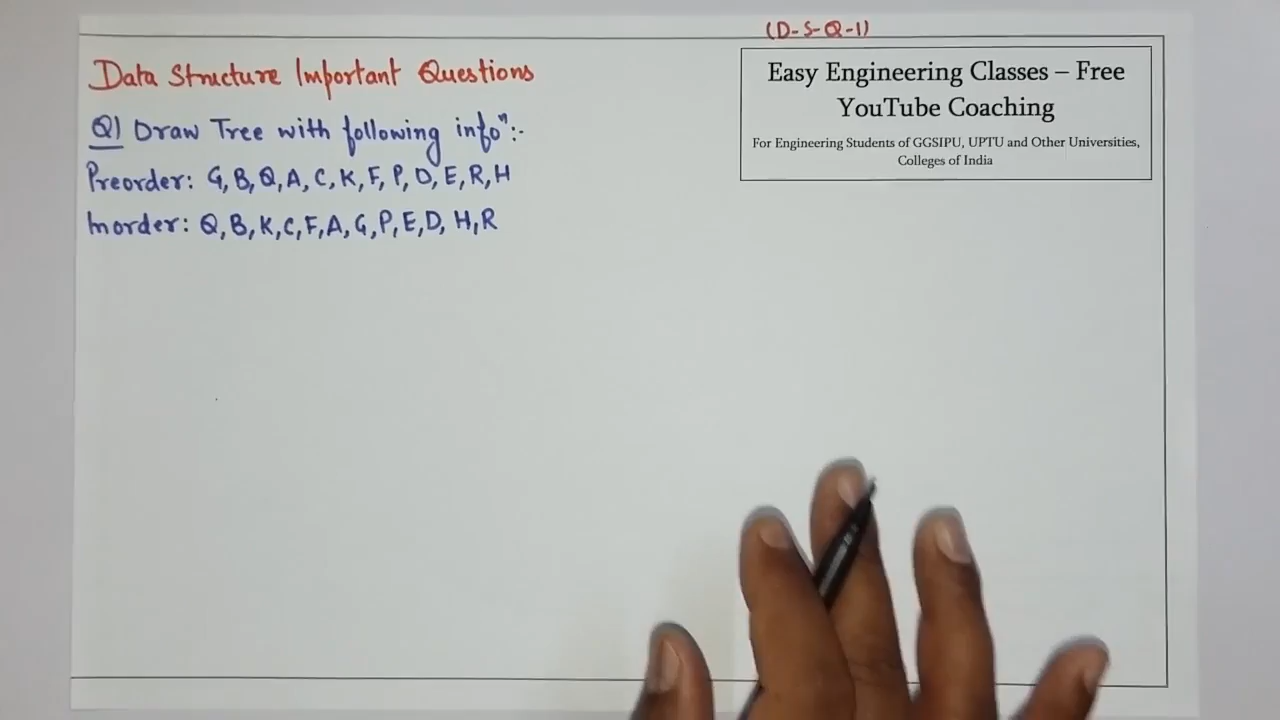 (D-S-Q-1)
Data Structure Important Questions
Easy Engineering Classes – Free
YouTube Coaching
For Engineering Students of GGSIPU, UPTU and Other Universities,
Colleges of India
Q1 Draw Tree with following infoⁿ:-
Preorder: G, B, Q, A, C, K, F, P, D, E, R, H
Inorder: Q, B, K, C, F, A, G, P, E, D, H, R